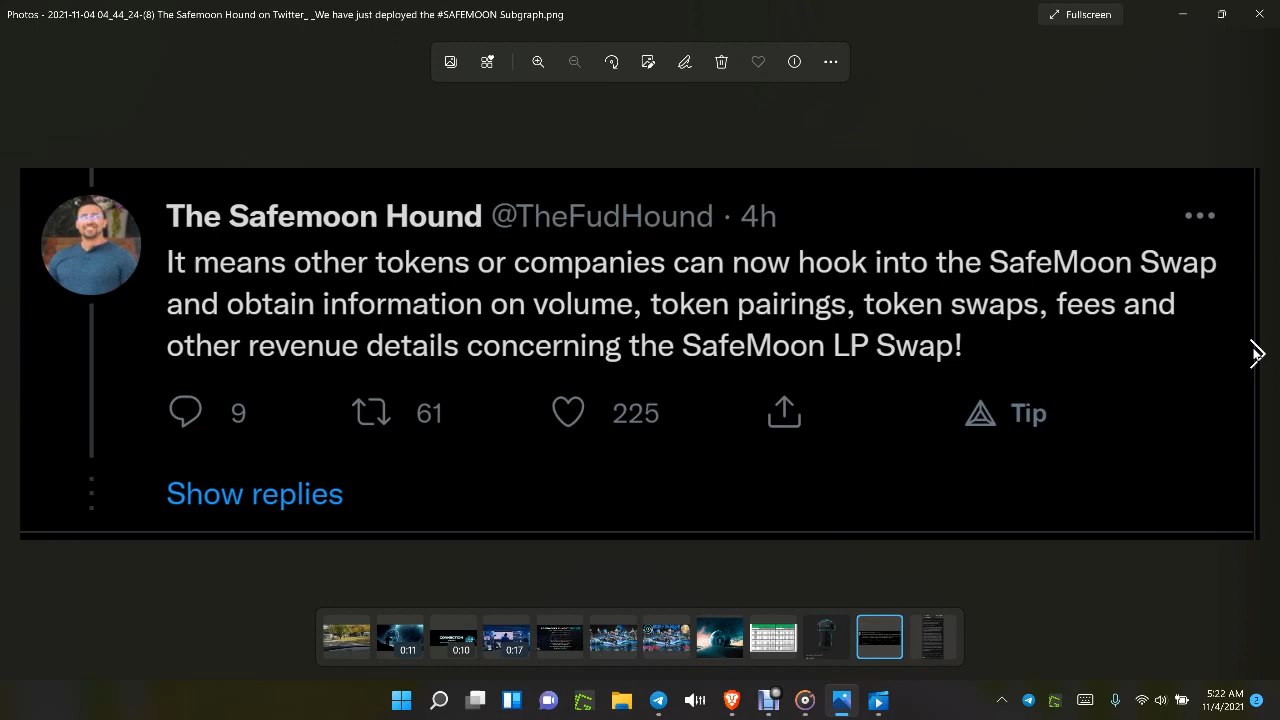 Photos - 2021-11-04 04_44_24-(8) The Safemoon Hound on Twitter_ _We have just deployed the #SAFEMOON Subgraph.png
Fullscreen
The Safemoon Hound @TheFudHound · 4h
It means other tokens or companies can now hook into the SafeMoon Swap
and obtain information on volume, token pairings, token swaps, fees and
other revenue details concerning the SafeMoon LP Swap!
9 61 225 Tip
Show replies
0:11 CONNECTION 0:10 0:17
5:22 AM
11/4/2021
2